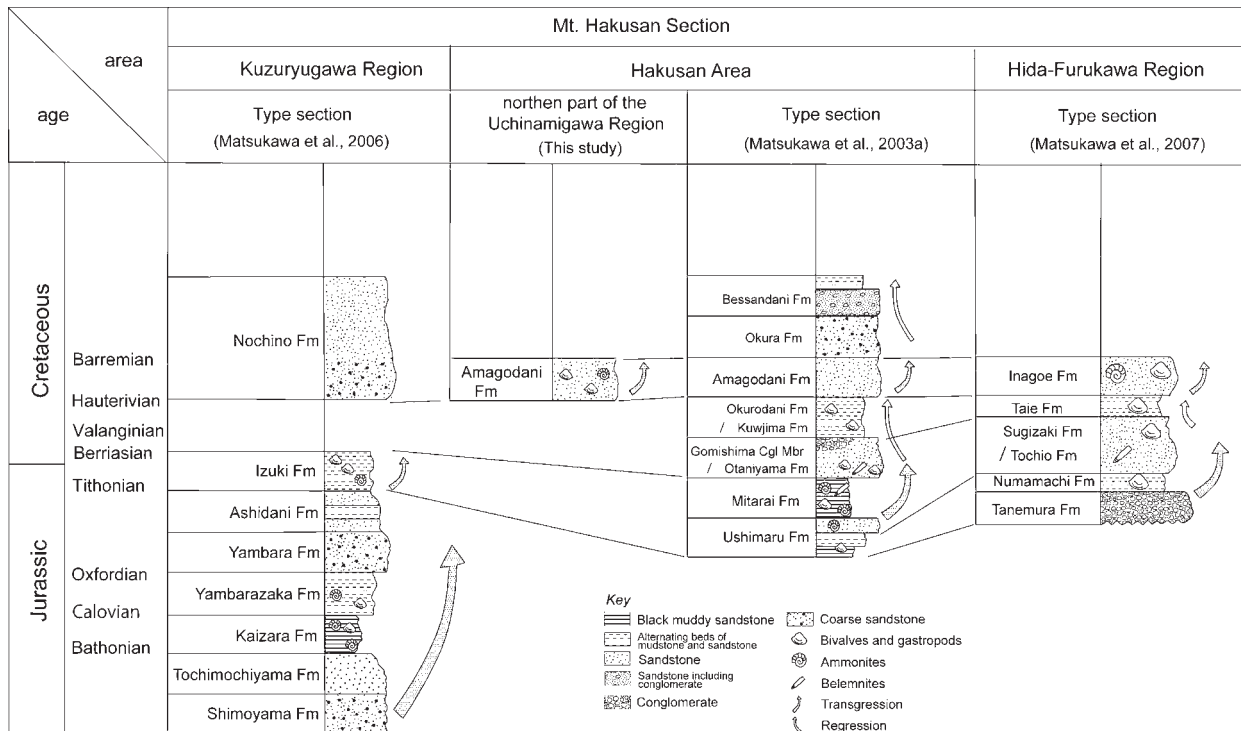 Mt. Hakusan Section
area
age
Kuzuryugawa Region
Hakusan Area
Hida-Furukawa Region
Type section
(Matsukawa et al., 2006)
northen part of the
Uchinamigawa Region
(This study)
Type section
(Matsukawa et al., 2003a)
Type section
(Matsukawa et al., 2007)
Cretaceous
Barremian
Hauterivian
Valanginian
Berriasian
Jurassic
Tithonian
Oxfordian
Calovian
Bathonian
Nochino Fm
Izuki Fm
Ashidani Fm
Yambara Fm
Yambarazaka Fm
Kaizara Fm
Tochimochiyama Fm
Shimoyama Fm
Amagodani
Fm
Bessandani Fm
Okura Fm
Amagodani Fm
Okurodani Fm
/ Kuwjima Fm
Gomishima Cgl Mbr
/ Otaniyama Fm
Mitarai Fm
Ushimaru Fm
Inagoe Fm
Taie Fm
Sugizaki Fm
/ Tochio Fm
Numamachi Fm
Tanemura Fm
Key
Black muddy sandstone
Alternating beds of
mudstone and sandstone
Sandstone
Sandstone including
conglomerate
Conglomerate
Coarse sandstone
Bivalves and gastropods
Ammonites
Belemnites
Transgression
Regression